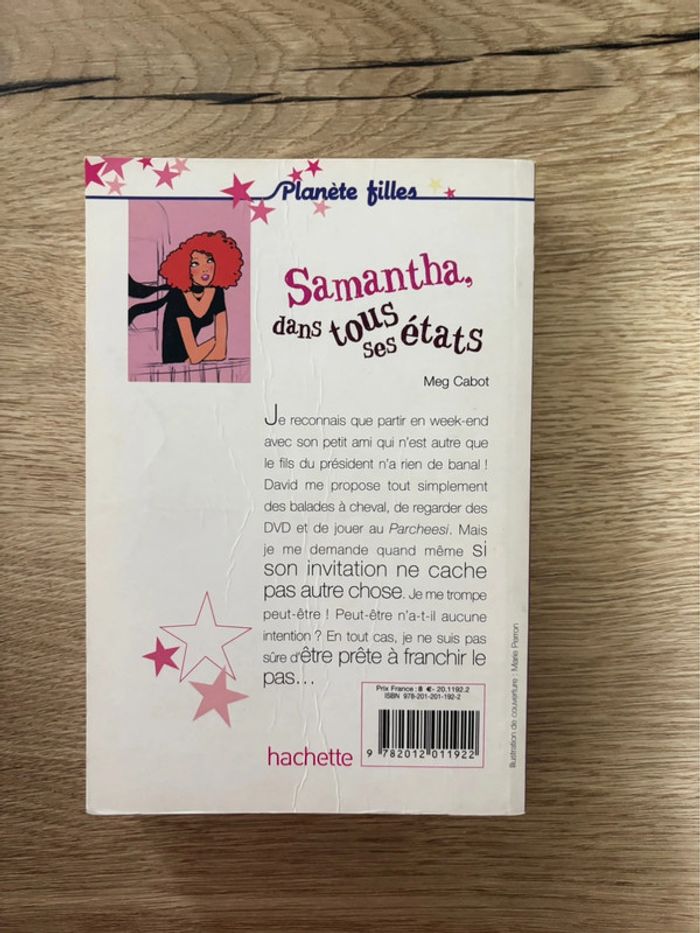 Planète filles
Samantha,
dans tous
ses états
Meg Cabot
Je reconnais que partir en week-end
avec son petit ami qui n'est autre que
le fils du président n'a rien de banal !
David me propose tout simplement
des balades à cheval, de regarder des
DVD et de jouer au Parcheesi. Mais
je me demande quand même si
son invitation ne cache
pas autre chose. Je me trompe
peut-être ! Peut-être n'a-t-il aucune
intention ? En tout cas, je ne suis pas
sûre d'être prête à franchir le
pas...
Prix France : 8 € - 20.1192.2
ISBN 978-201-201-192-2
9 782012 011922
hachette
Illustration de couverture : Marie Perron